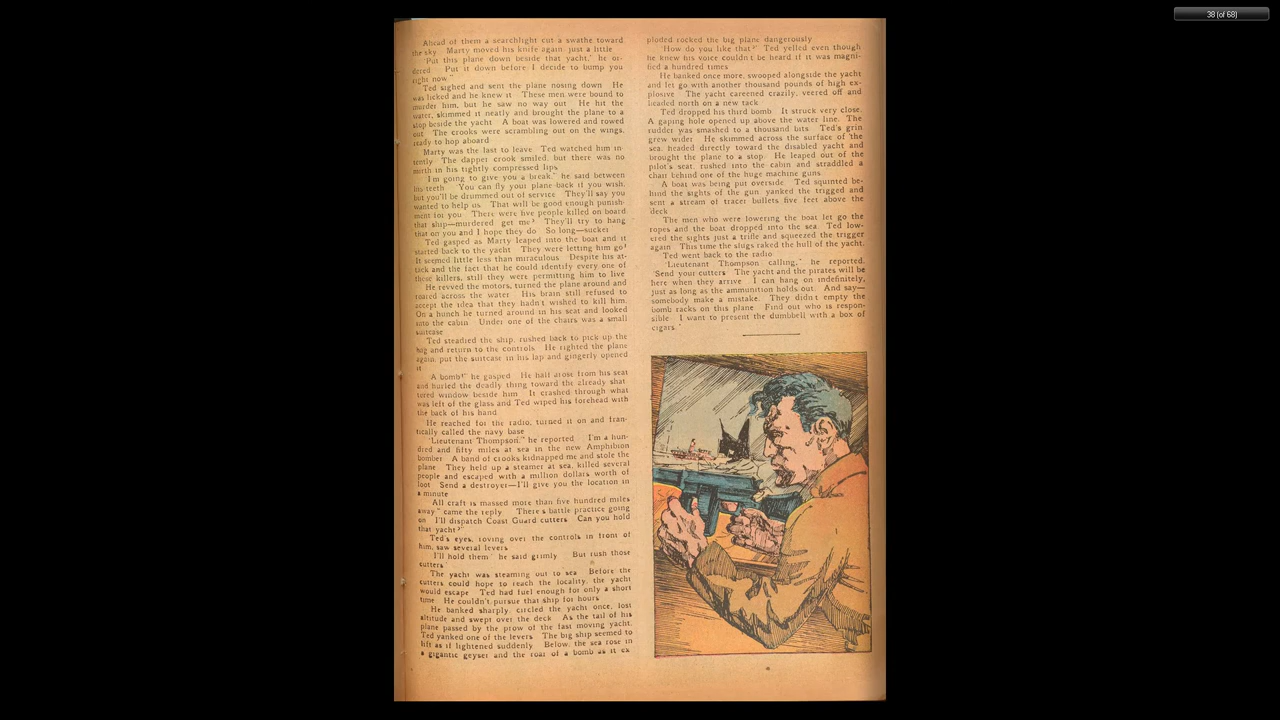 38 (of 68)
Ahead of them a searchlight cut a swathe toward
the sky Marty moved his knife again just a little
"Put this plane down beside that yacht," he or-
dered Put it down before I decide to bump you
right now"
Ted sighed and sent the plane nosing down He
was licked and he knew it These men were bound to
murder him, but he saw no way out He hit the
water, skimmed it neatly and brought the plane to a
stop beside the yacht A boat was lowered and rowed
out The crooks were scrambling out on the wings,
ready to hop aboard
Marty was the last to leave Ted watched him in-
tently The dapper crook smiled, but there was no
mirth in his tightly compressed lips
"I'm going to give you a break," he said between
his teeth You can fly your plane back if you wish,
but you'll be drummed out of service They'll say you
wanted to help us That will be good enough punish-
ment for you There were five people killed on board
that ship—murdered get me? They'll try to hang
that on you and I hope they do So long—sucker
Ted gasped as Marty leaped into the boat and it
started back to the yacht They were letting him go!
It seemed little less than miraculous Despite his at-
tack and the fact that he could identify every one of
these killers, still they were permitting him to live
He revved the motors, turned the plane around and
roared across the water His brain still refused to
accept the idea that they hadn't wished to kill him.
On a hunch he turned around in his seat and looked
into the cabin Under one of the chairs was a small
suitcase
Ted steadied the ship, rushed back to pick up the
bag and return to the controls He righted the plane
again, put the suitcase in his lap and gingerly opened
it
A bomb!" he gasped He half arose from his seat
and hurled the deadly thing toward the already shat
tered window beside him It crashed through what
was left of the glass and Ted wiped his forehead with
the back of his hand
He reached for the radio, turned it on and fran-
tically called the navy base
"Lieutenant Thompson," he reported I'm a hun-
dred and fifty miles at sea in the new Amphibion
bomber A band of crooks kidnapped me and stole the
plane They held up a steamer at sea, killed several
people and escaped with a million dollars worth of
loot Send a destroyer—I'll give you the location in
a minute
All craft is massed more than five hundred miles
away," came the reply There's battle practice going
on I'll dispatch Coast Guard cutters Can you hold
that yacht?"
Ted's eyes, roving over the controls in front of
him, saw several levers
"I'll hold them" he said grimly But rush those
cutters
The yacht was steaming out to sea Before the
cutters could hope to reach the locality, the yacht
would escape Ted had fuel enough for only a short
time He couldn't pursue that ship for hours
He banked sharply, circled the yacht once, lost
altitude and swept over the deck As the tail of his
plane passed by the prow of the fast moving yacht,
Ted yanked one of the levers The big ship seemed to
lift as if lightened suddenly Below, the sea rose in
a gigantic geyser and the roar of a bomb as it ex
ploded rocked the big plane dangerously
"How do you like that?" Ted yelled even though
he knew his voice couldn't be heard if it was magni-
fied a hundred times
He banked once more, swooped alongside the yacht
and let go with another thousand pounds of high ex-
plosive The yacht careened crazily, veered off and
headed north on a new tack
Ted dropped his third bomb It struck very close.
A gaping hole opened up above the water line. The
rudder was smashed to a thousand bits Ted's grin
grew wider He skimmed across the surface of the
sea, headed directly toward the disabled yacht and
brought the plane to a stop. He leaped out of the
pilot's seat, rushed into the cabin and straddled a
chair behind one of the huge machine guns
A boat was being put overside Ted squinted be-
hind the sights of the gun, yanked the trigged and
sent a stream of tracer bullets five feet above the
deck
The men who were lowering the boat let go the
ropes and the boat dropped into the sea Ted low-
ered the sights just a trifle and squeezed the trigger
again This time the slugs raked the hull of the yacht.
Ted went back to the radio
"Lieutenant Thompson calling," he reported.
"Send your cutters The yacht and the pirates will be
here when they arrive I can hang on indefinitely,
just as long as the ammunition holds out. And say—
somebody make a mistake. They didn't empty the
bomb racks on this plane Find out who is respon-
sible I want to present the dumbbell with a box of
cigars."